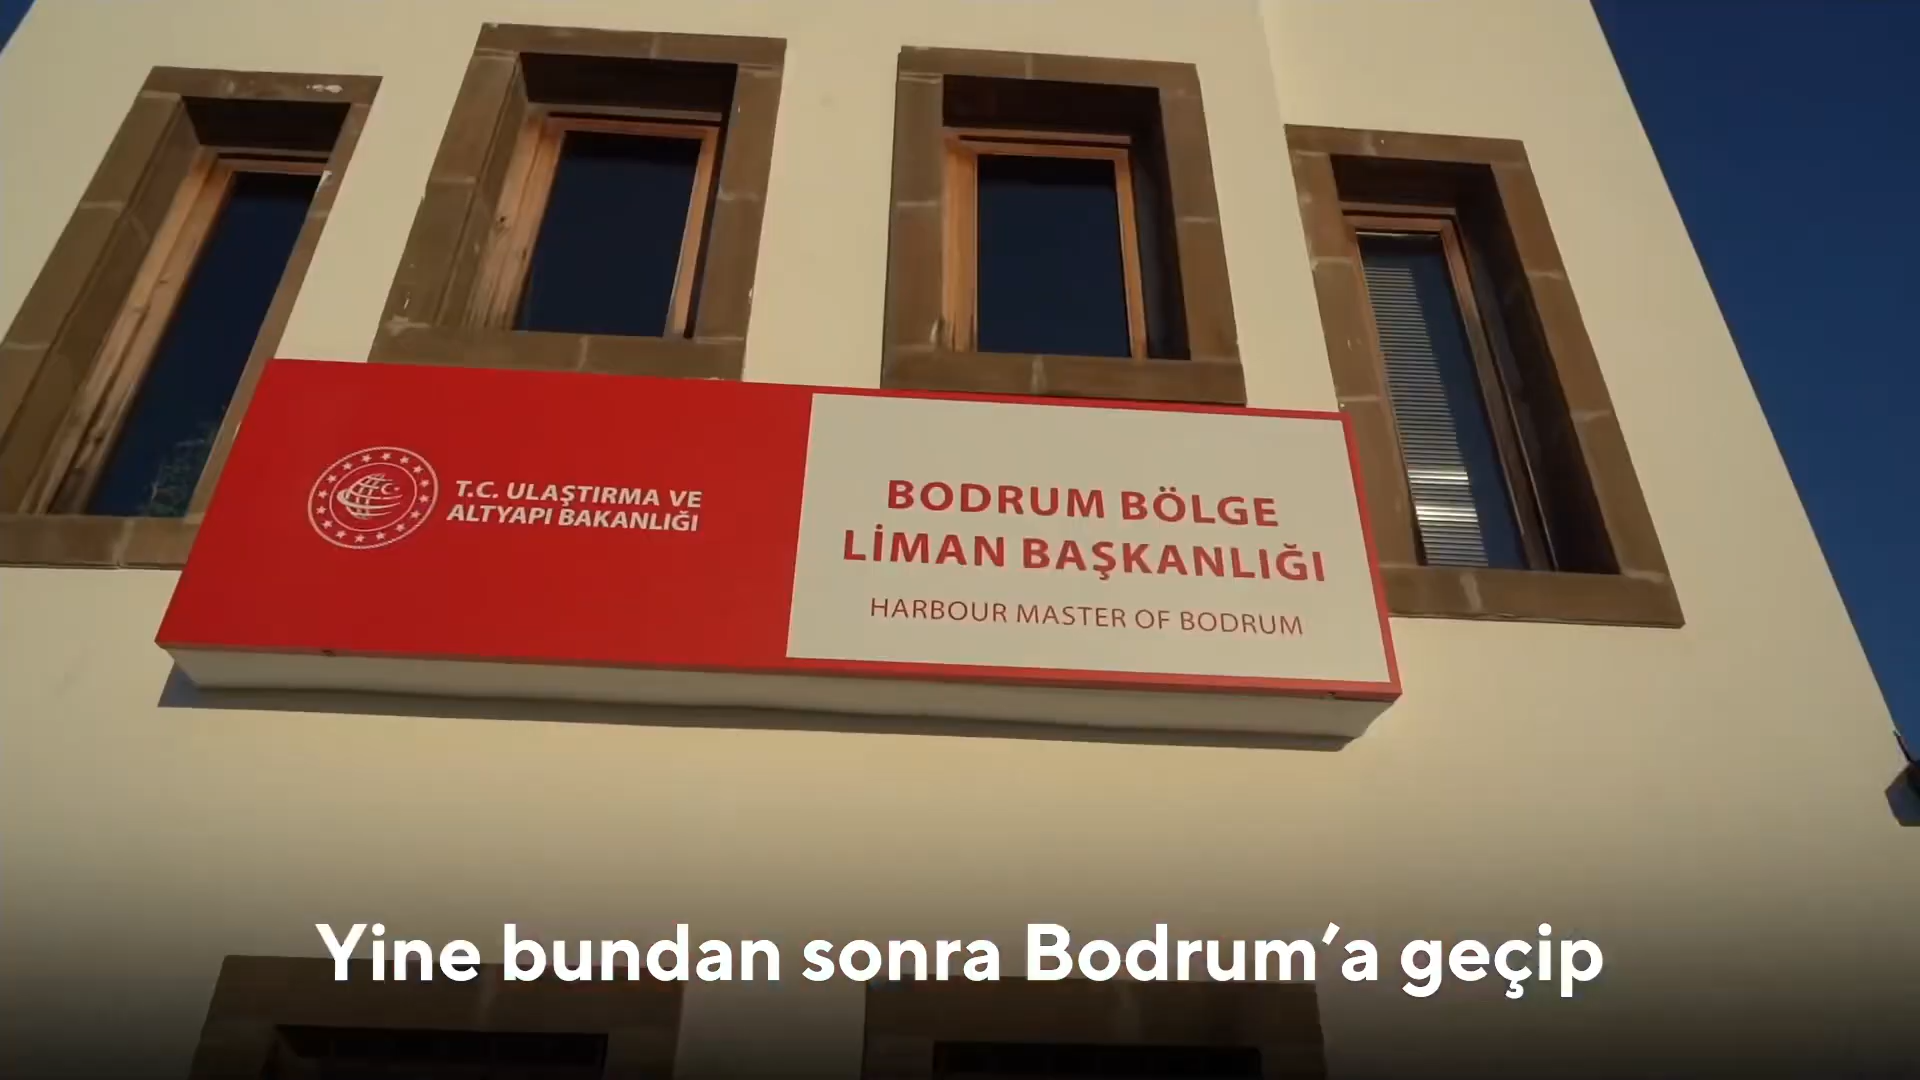 T.C. ULAŞTIRMA VE
ALTYAPI BAKANLIĞI
BODRUM BÖLGE
LİMAN BAŞKANLIĞI
HARBOUR MASTER OF BODRUM
Yine bundan sonra Bodrum’a geçip